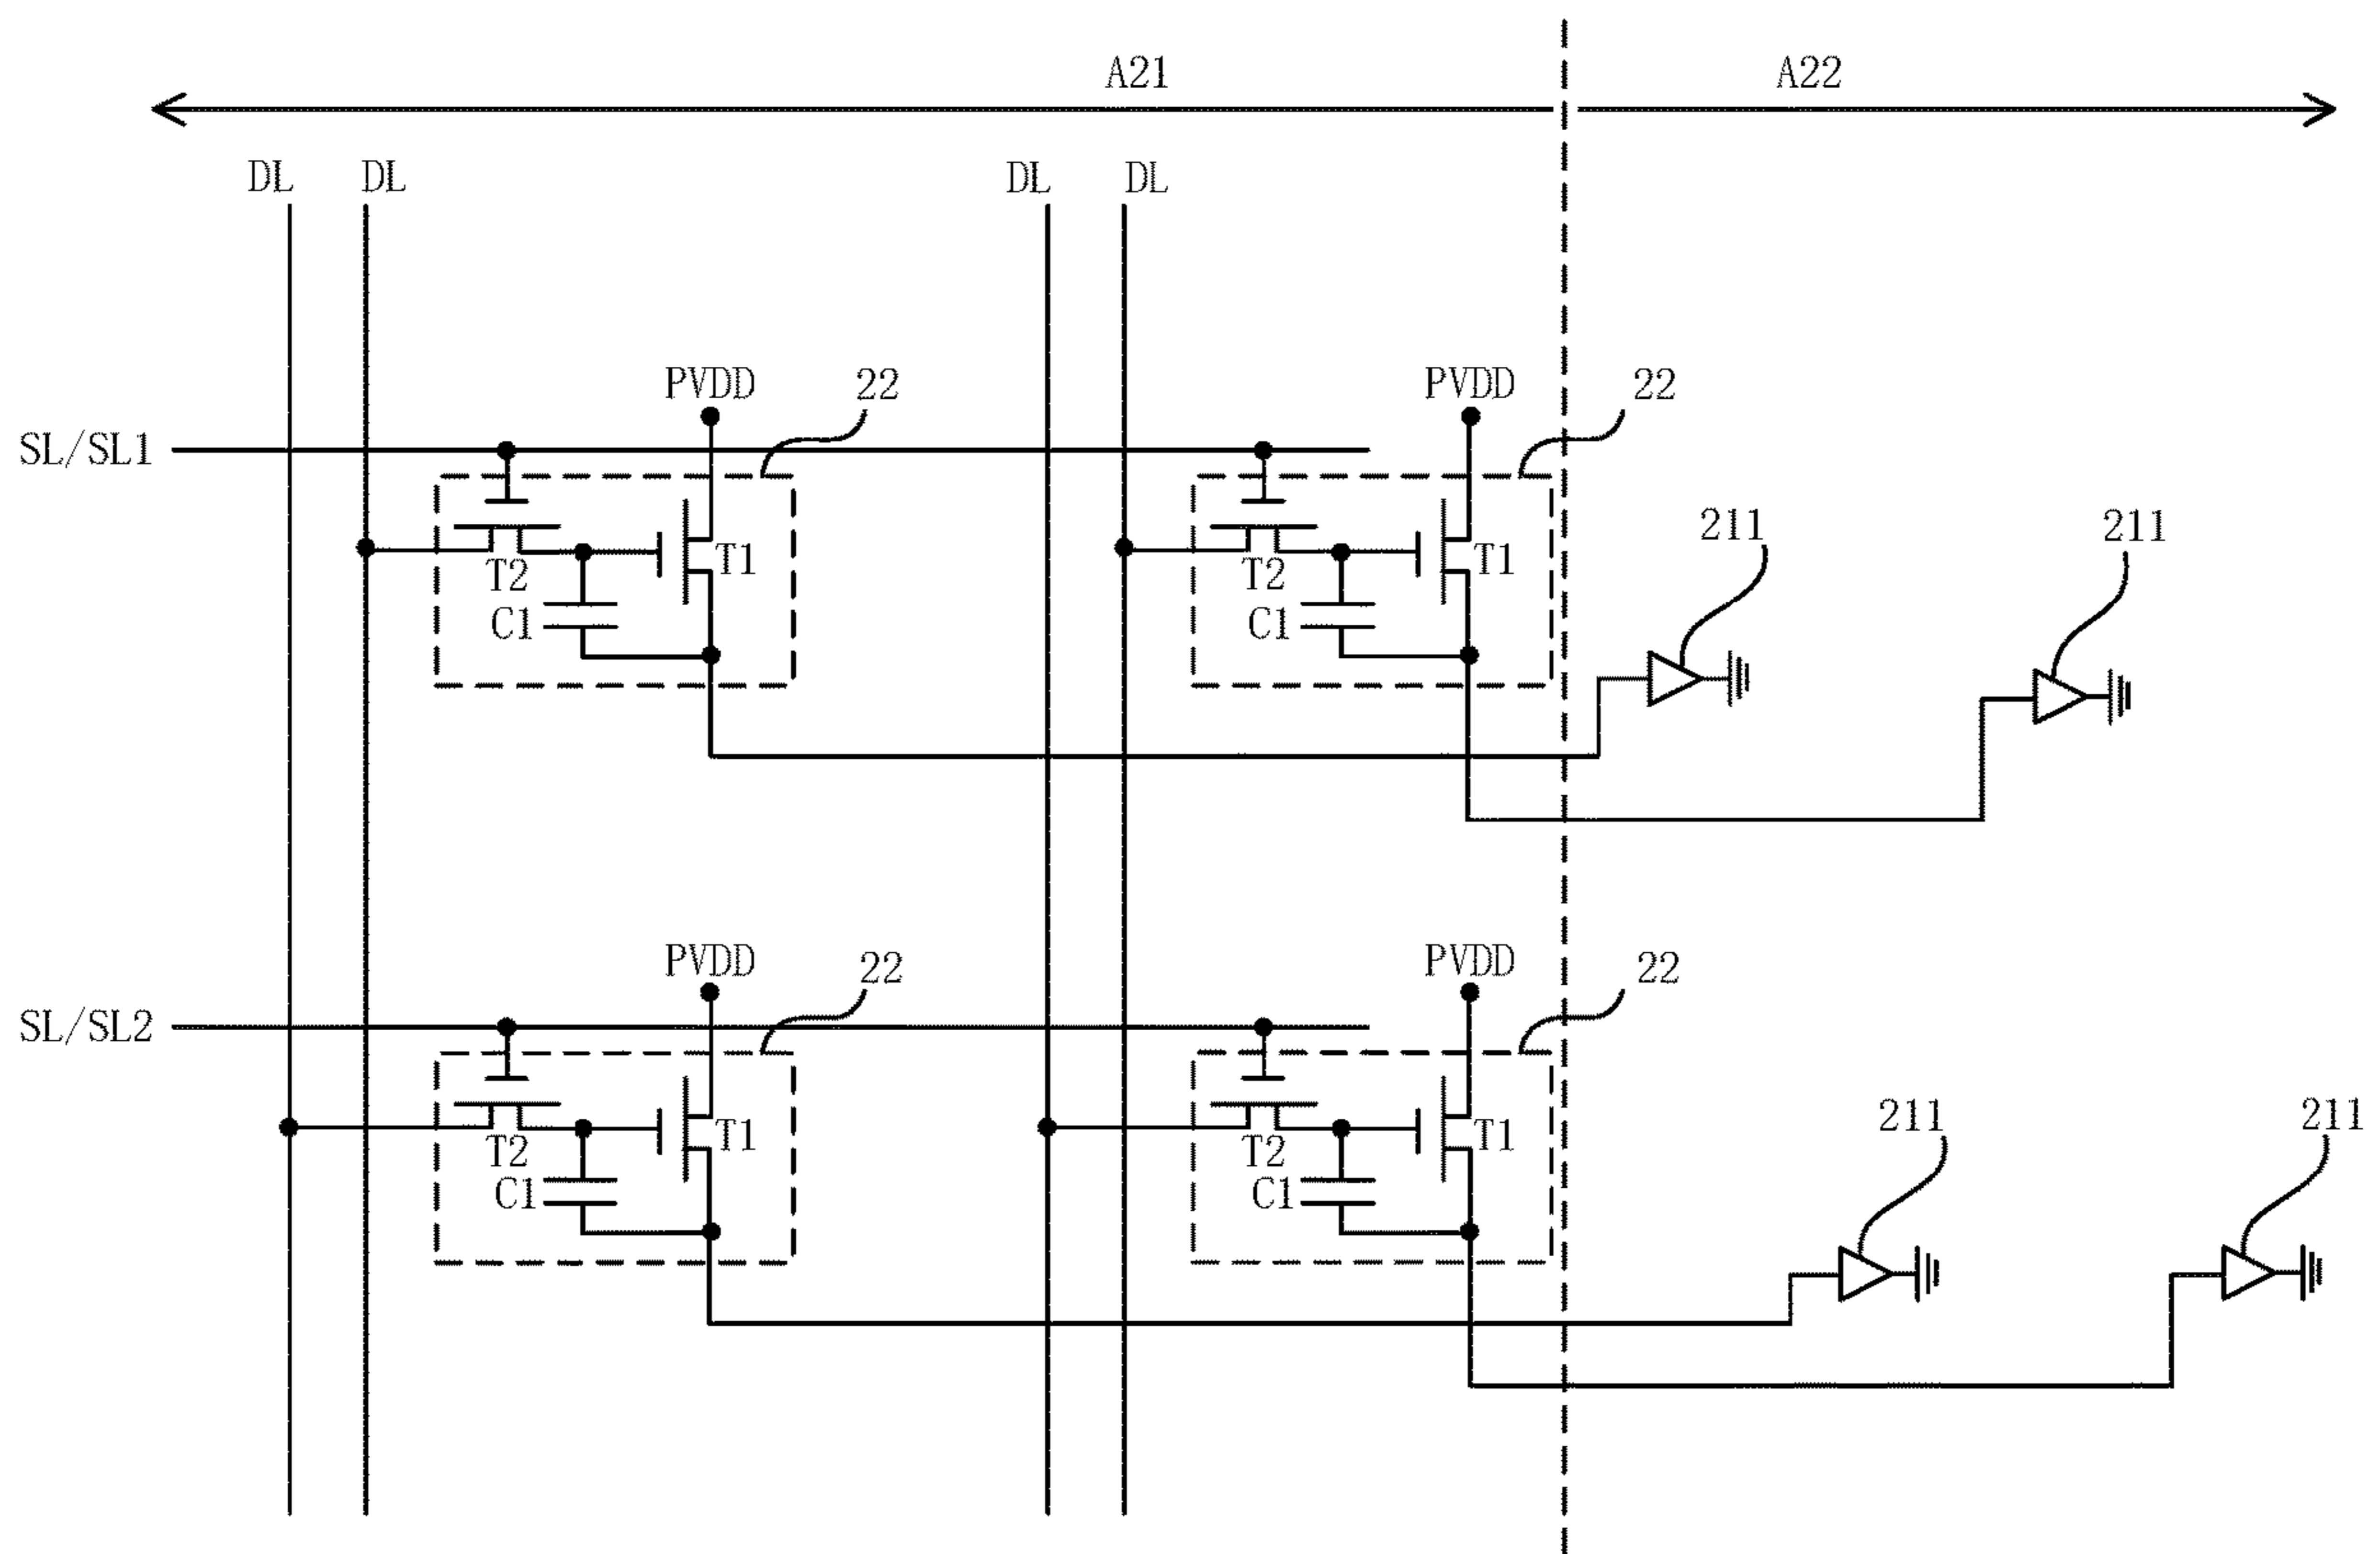 A21 A22
DL DL DL DL
PVDD 22 PVDD 22
SL/SL1
211 211
T2 T1 T2 T1
C1 C1
PVDD 22 PVDD 22
SL/SL2
211 211
T2 T1 T2 T1
C1 C1